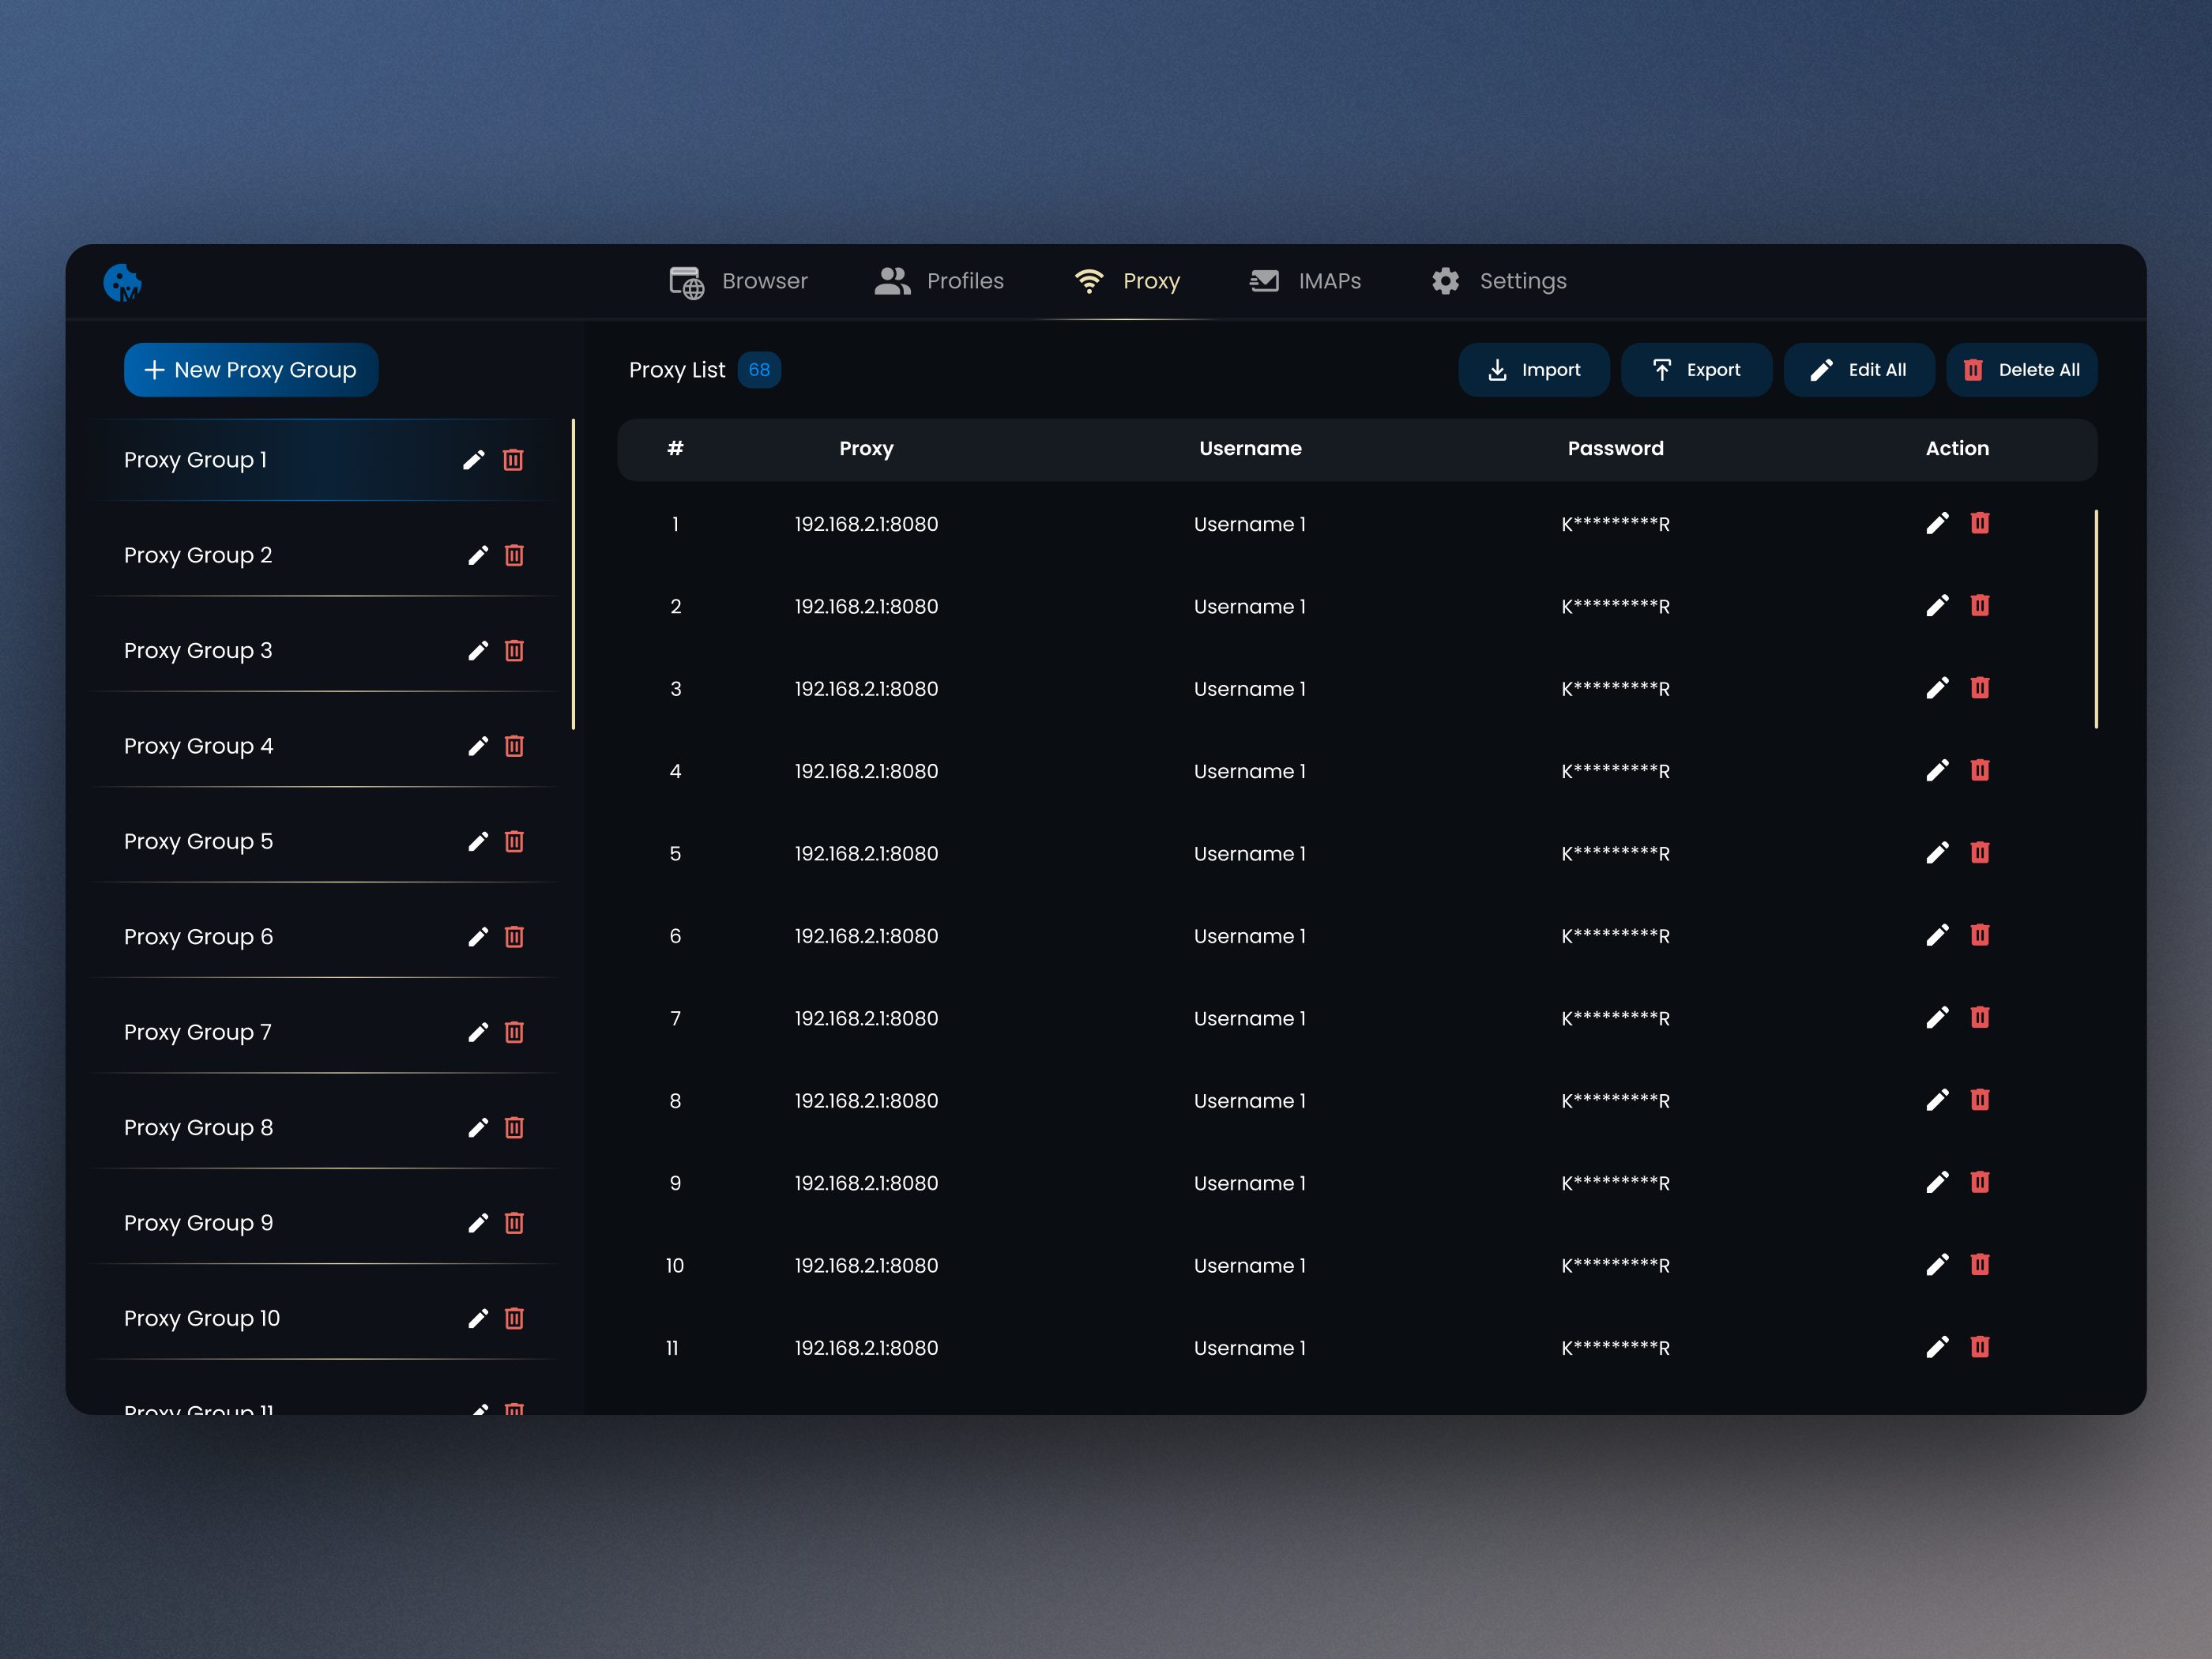 Browser Profiles Proxy IMAPs Settings
+ New Proxy Group
Proxy Group 1
Proxy Group 2
Proxy Group 3
Proxy Group 4
Proxy Group 5
Proxy Group 6
Proxy Group 7
Proxy Group 8
Proxy Group 9
Proxy Group 10
Proxy Group 11
Proxy List 68 Import Export Edit All Delete All
# Proxy Username Password Action
1 192.168.2.1:8080 Username 1 K*********R
2 192.168.2.1:8080 Username 1 K*********R
3 192.168.2.1:8080 Username 1 K*********R
4 192.168.2.1:8080 Username 1 K*********R
5 192.168.2.1:8080 Username 1 K*********R
6 192.168.2.1:8080 Username 1 K*********R
7 192.168.2.1:8080 Username 1 K*********R
8 192.168.2.1:8080 Username 1 K*********R
9 192.168.2.1:8080 Username 1 K*********R
10 192.168.2.1:8080 Username 1 K*********R
11 192.168.2.1:8080 Username 1 K*********R